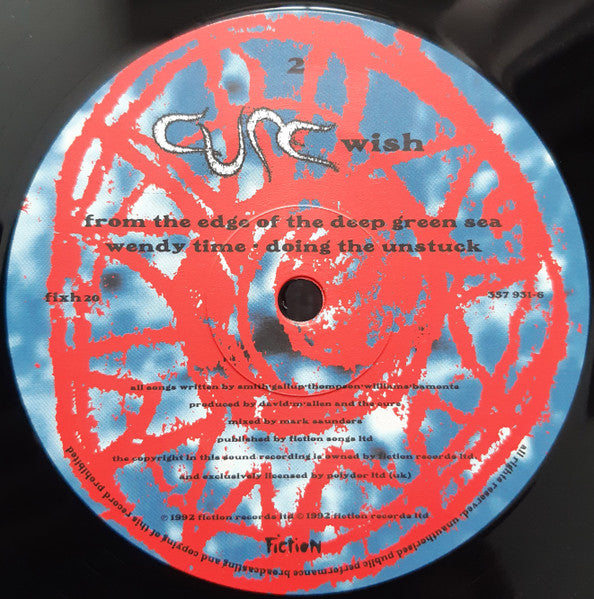 2
CURE wish
from the edge of the deep green sea
wendy time · doing the unstuck
fixh 20
357 931-6
all songs written by smith/gallup/thompson/williams/bamonte
produced by david m allen and the cure
mixed by mark saunders
published by fiction songs ltd
the copyright in this sound recording is owned by fiction records ltd
and exclusively licensed by polydor ltd (uk)
℗ 1992 fiction records ltd © 1992 fiction records ltd
Fiction
all rights reserved. unauthorised public performance broadcasting and copying of this record prohibited